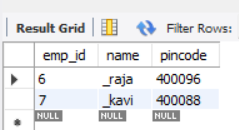 Result Grid Filter Rows:
emp_id name pincode
6 _raja 400096
7 _kavi 400088
NULL NULL NULL